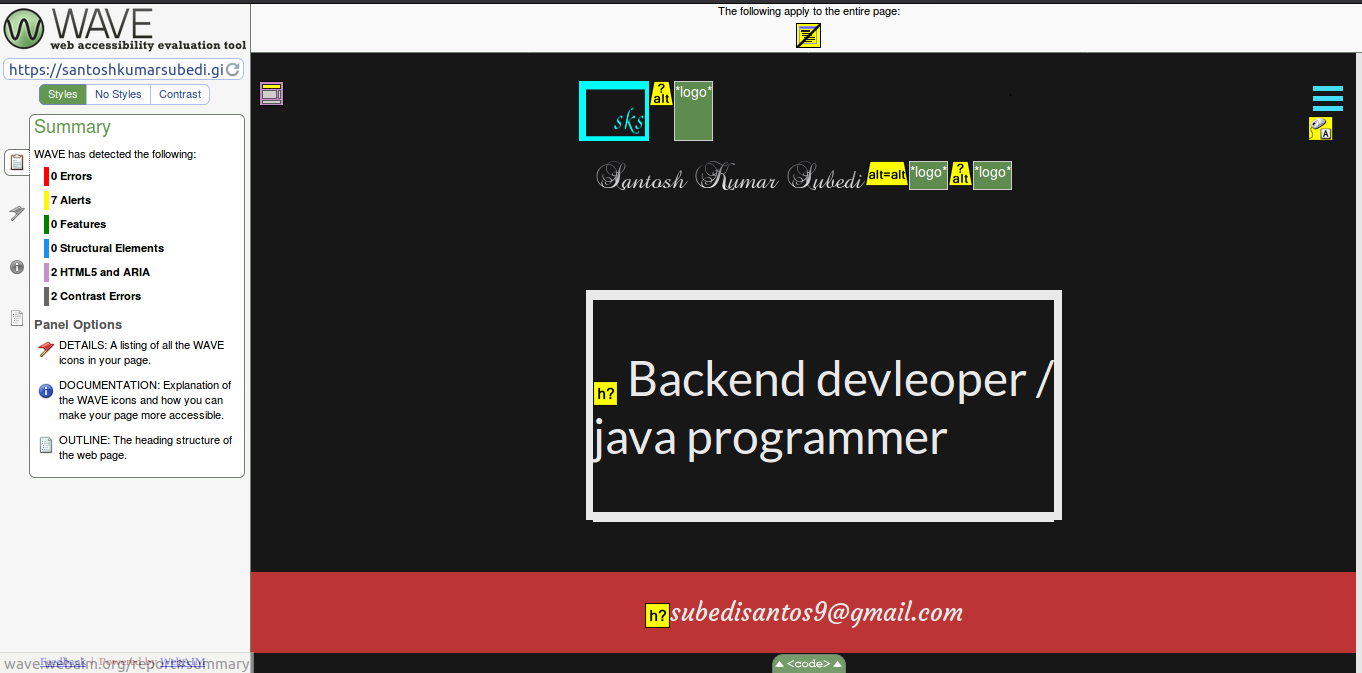 WAVE
web accessibility evaluation tool
https://santoshkumarsubedi.gi
Styles No Styles Contrast
Summary
WAVE has detected the following:
0 Errors
7 Alerts
0 Features
0 Structural Elements
2 HTML5 and ARIA
2 Contrast Errors
Panel Options
DETAILS: A listing of all the WAVE
icons in your page.
DOCUMENTATION: Explanation of
the WAVE icons and how you can
make your page more accessible.
OUTLINE: The heading structure of
the web page.
Feedback | Powered by WebAIM
wave.webaim.org/report#summary
The following apply to the entire page:
sks ? alt *logo*
A
Santosh Kumar Subedi alt=alt *logo* ? alt *logo*
h? Backend devleoper /
java programmer
h? subedisantos9@gmail.com
<code>